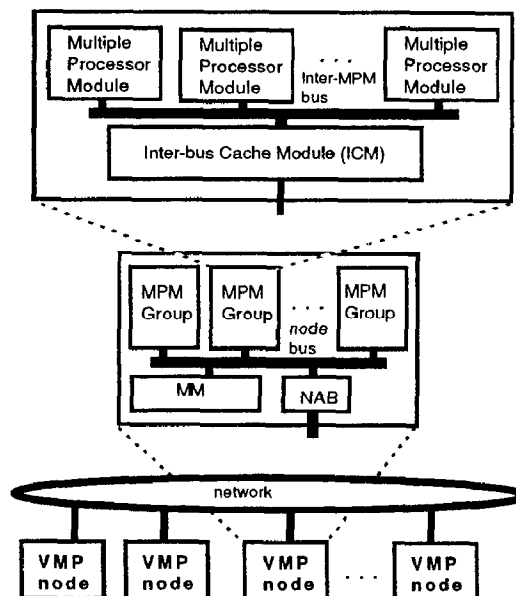 Multiple
Processor
Module
Multiple
Processor
Module
. . . .
Inter-MPM
bus
Multiple
Processor
Module
Inter-bus Cache Module (ICM)
MPM
Group
MPM
Group
. . . .
node
bus
MPM
Group
MM
NAB
network
VMP
node
VMP
node
VMP
node
. . . .
VMP
node